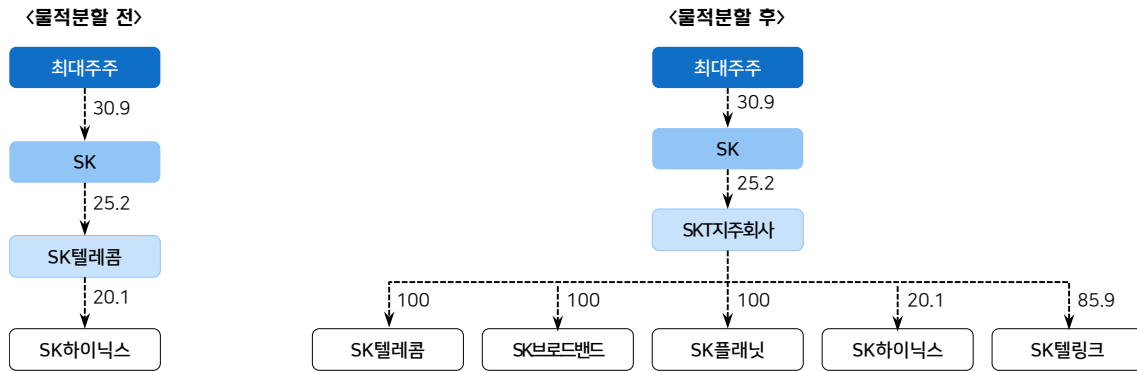 <물적분할 전>
최대주주
30.9
SK
25.2
SK텔레콤
20.1
SK하이닉스
<물적분할 후>
최대주주
30.9
SK
25.2
SKT지주회사
100
100
100
20.1
85.9
SK텔레콤
SK브로드밴드
SK플래닛
SK하이닉스
SK텔링크